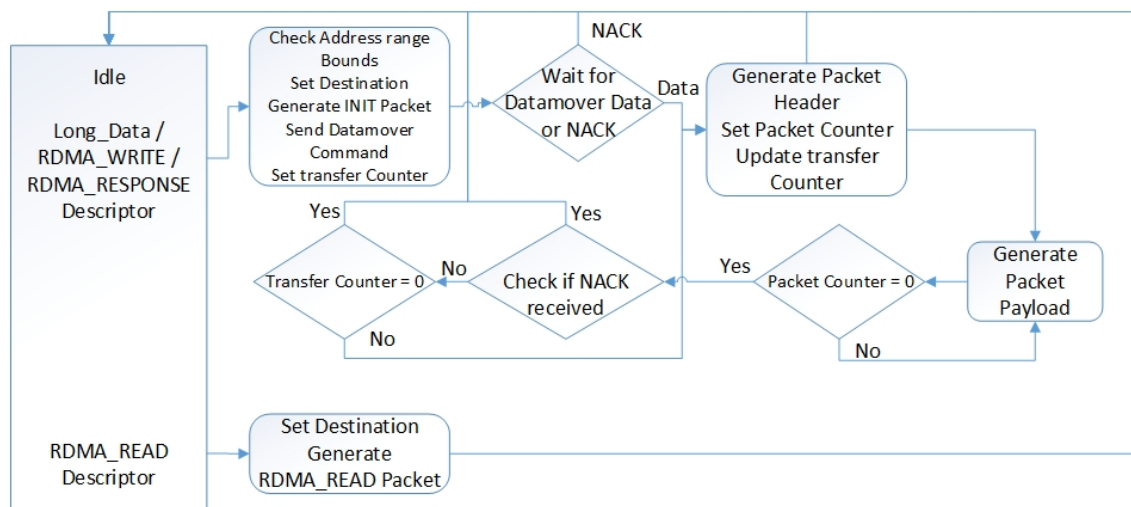 Idle
Long_Data /
RDMA_WRITE /
RDMA_RESPONSE
Descriptor
RDMA_READ
Descriptor
Check Address range
Bounds
Set Destination
Generate INIT Packet
Send Datamover
Command
Set transfer Counter
NACK
Wait for
Datamover Data
or NACK
Data
Generate Packet
Header
Set Packet Counter
Update transfer
Counter
Generate
Packet
Payload
Packet Counter = 0
No
Yes
Check if NACK
received
Yes
No
Transfer Counter = 0
Yes
No
Set Destination
Generate
RDMA_READ Packet